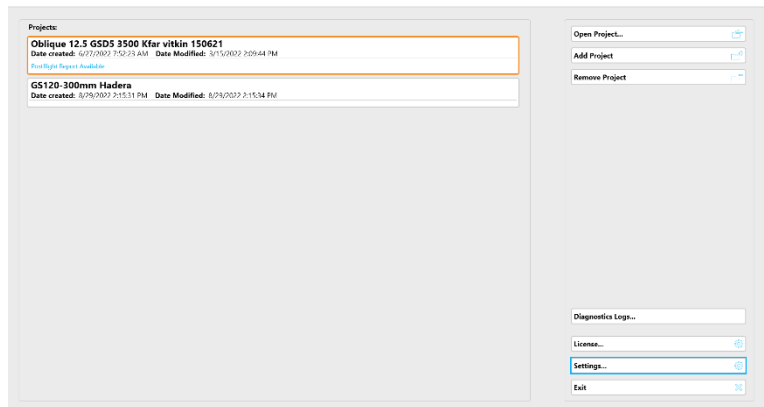 Projects:
Oblique 12.5 GSD5 3500 Kfar vitkin 150621
Date created: 6/27/2022 7:52:23 AM Date Modified: 3/15/2022 2:09:44 PM
Post flight Report Available
GS120-300mm Hadera
Date created: 8/29/2022 2:15:31 PM Date Modified: 8/29/2022 2:15:34 PM
Open Project...
Add Project
Remove Project
Diagnostics Logs...
License...
Settings...
Exit